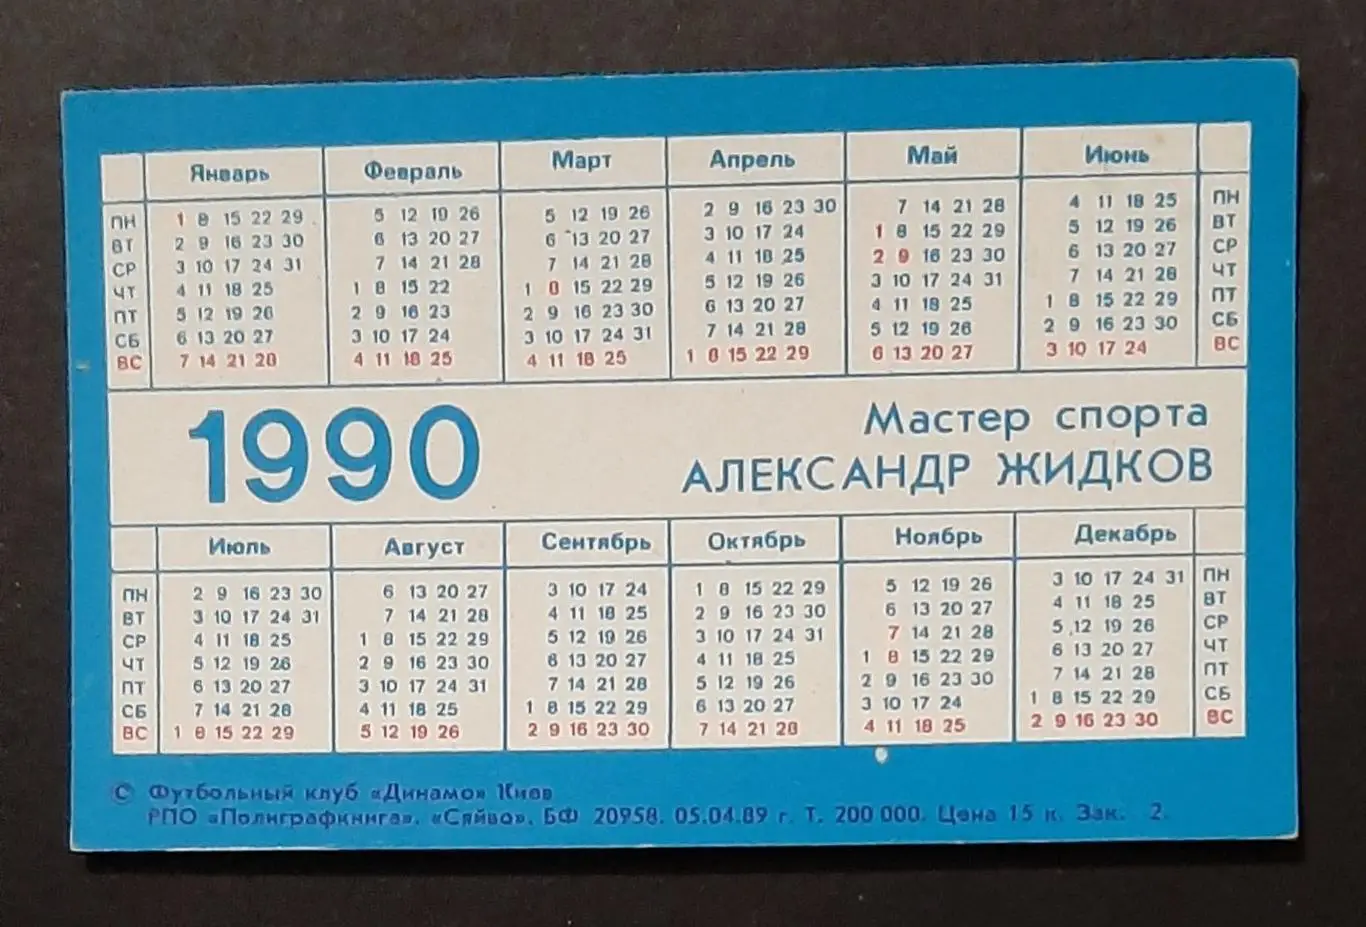 Январь Февраль Март Апрель Май Июнь
ПН 1 8 15 22 29 5 12 19 26 5 12 19 26 2 9 16 23 30 7 14 21 28 4 11 18 25 ПН
ВТ 2 9 16 23 30 6 13 20 27 6 13 20 27 3 10 17 24 1 8 15 22 29 5 12 19 26 ВТ
СР 3 10 17 24 31 7 14 21 28 7 14 21 28 4 11 18 25 2 9 16 23 30 6 13 20 27 СР
ЧТ 4 11 18 25 1 8 15 22 1 8 15 22 29 5 12 19 26 3 10 17 24 31 7 14 21 28 ЧТ
ПТ 5 12 19 26 2 9 16 23 2 9 16 23 30 6 13 20 27 4 11 18 25 1 8 15 22 29 ПТ
СБ 6 13 20 27 3 10 17 24 3 10 17 24 31 7 14 21 28 5 12 19 26 2 9 16 23 30 СБ
ВС 7 14 21 28 4 11 18 25 4 11 18 25 1 8 15 22 29 6 13 20 27 3 10 17 24 ВС
1990
Мастер спорта
АЛЕКСАНДР ЖИДКОВ
Июль Август Сентябрь Октябрь Ноябрь Декабрь
ПН 2 9 16 23 30 6 13 20 27 3 10 17 24 1 8 15 22 29 5 12 19 26 3 10 17 24 31 ПН
ВТ 3 10 17 24 31 7 14 21 28 4 11 18 25 2 9 16 23 30 6 13 20 27 4 11 18 25 ВТ
СР 4 11 18 25 1 8 15 22 29 5 12 19 26 3 10 17 24 31 7 14 21 28 5 12 19 26 СР
ЧТ 5 12 19 26 2 9 16 23 30 6 13 20 27 4 11 18 25 1 8 15 22 29 6 13 20 27 ЧТ
ПТ 6 13 20 27 3 10 17 24 31 7 14 21 28 5 12 19 26 2 9 16 23 30 7 14 21 28 ПТ
СБ 7 14 21 28 4 11 18 25 1 8 15 22 29 6 13 20 27 3 10 17 24 1 8 15 22 29 СБ
ВС 1 8 15 22 29 5 12 19 26 2 9 16 23 30 7 14 21 28 4 11 18 25 2 9 16 23 30 ВС
© Футбольный клуб «Динамо» Киев
РПО «Полиграфкнига». «Сяйво». БФ 20958. 05.04.89 г. Т. 200 000. Цена 15 к. Зак. 2.